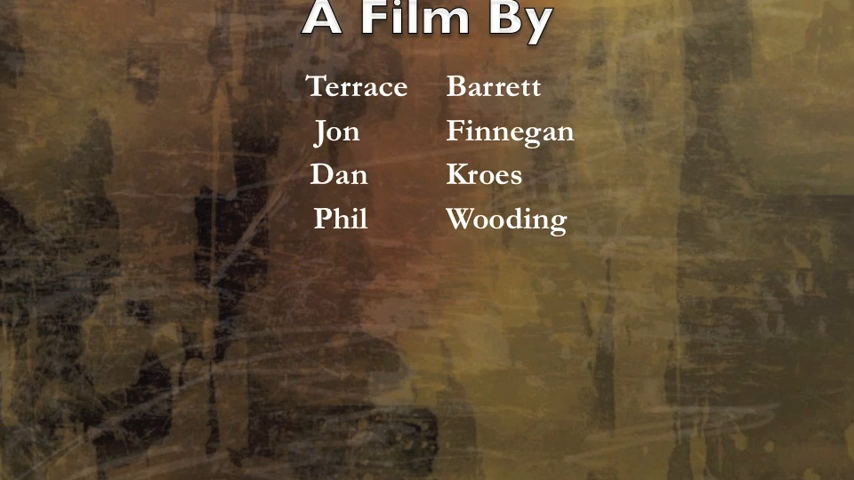 A Film By
Terrace Barrett
Jon Finnegan
Dan Kroes
Phil Wooding